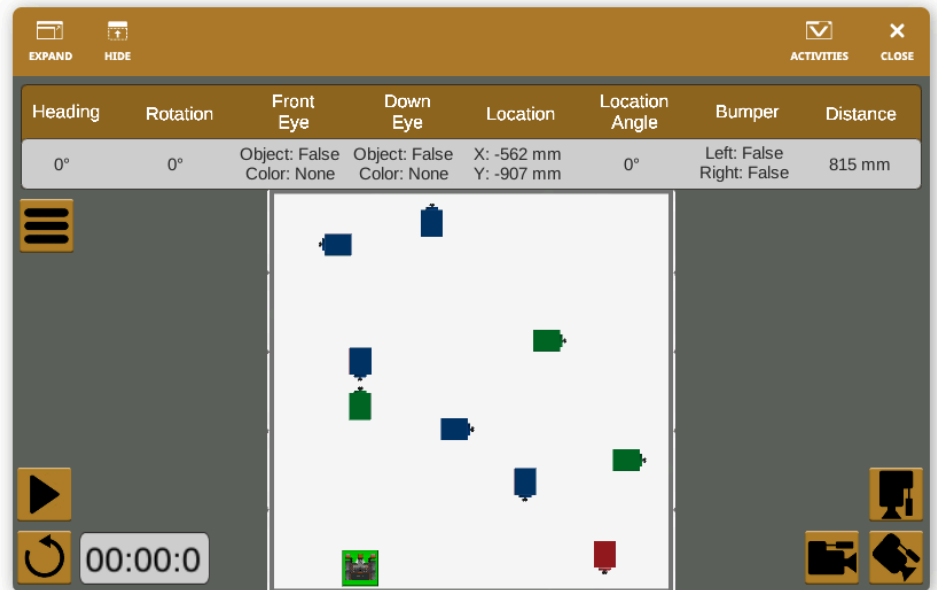 EXPAND
HIDE
ACTIVITIES
CLOSE
Heading
Rotation
Front
Eye
Down
Eye
Location
Location
Angle
Bumper
Distance
0°
0°
Object: False
Color: None
Object: False
Color: None
X: -562 mm
Y: -907 mm
0°
Left: False
Right: False
815 mm
00:00:0